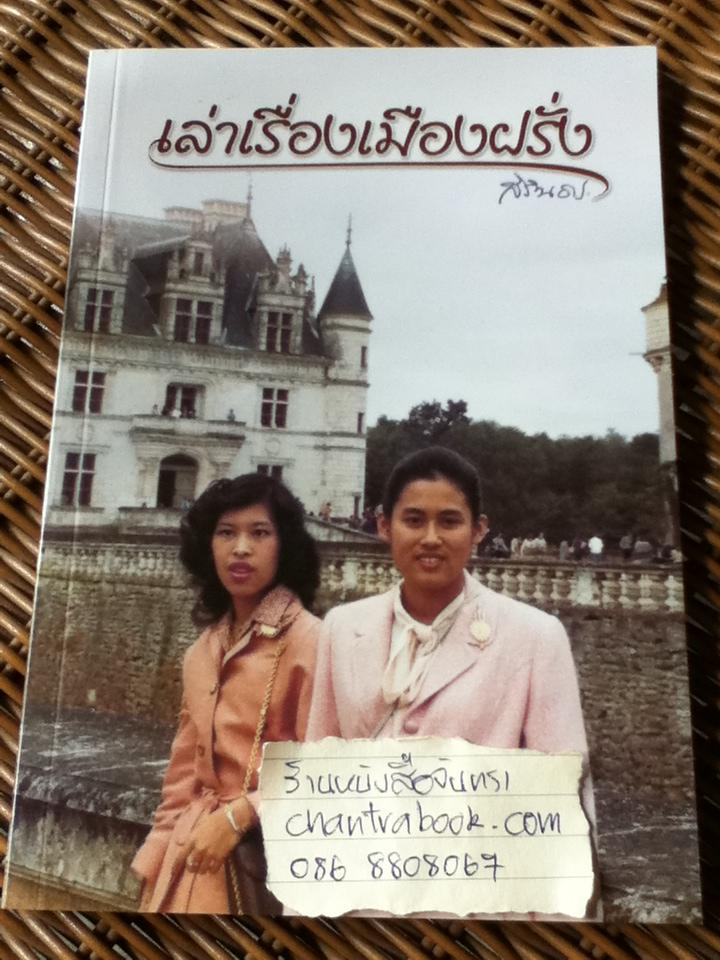 เล่าเรื่องเมืองฝรั่ง
สิรินธร
ร้านหนังสือจันทรา
chantrabook.com
086 8808067